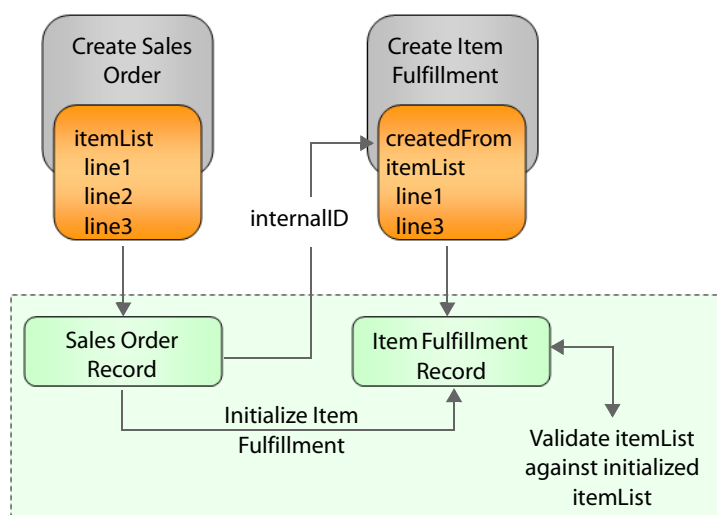 Create Sales
Order
itemList
line1
line2
line3
Create Item
Fulfillment
createdFrom
itemList
line1
line3
internalID
Sales Order
Record
Item Fulfillment
Record
Initialize Item
Fulfillment
Validate itemList
against initialized
itemList